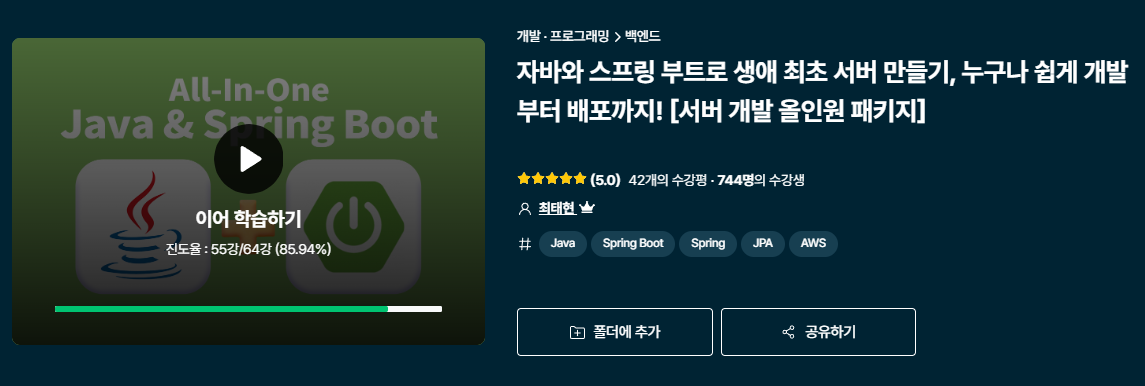 개발 · 프로그래밍 > 백엔드
자바와 스프링 부트로 생애 최초 서버 만들기, 누구나 쉽게 개발
부터 배포까지! [서버 개발 올인원 패키지]
(5.0) 42개의 수강평 · 744명의 수강생
최태현
# Java Spring Boot Spring JPA AWS
폴더에 추가 공유하기
All-In-One
Java & Spring Boot
이어 학습하기
진도율 : 55강/64강 (85.94%)
Java